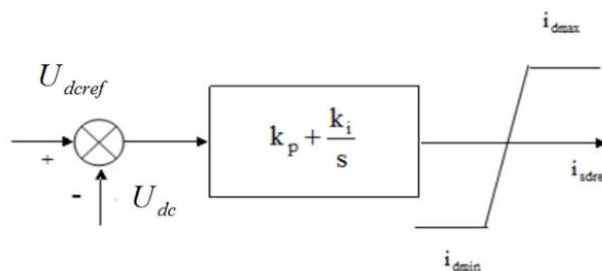 i_dmax
U_dcref
k_p + k_i/s
+
-
U_dc
i_sdre
i_dmin